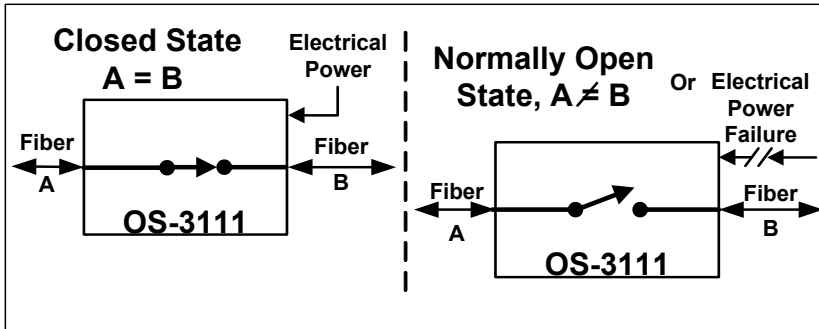 Closed State
A = B
Electrical
Power
Fiber
A
Fiber
B
OS-3111
Normally Open
State, A ≠ B
Or
Electrical
Power
Failure
Fiber
A
Fiber
B
OS-3111